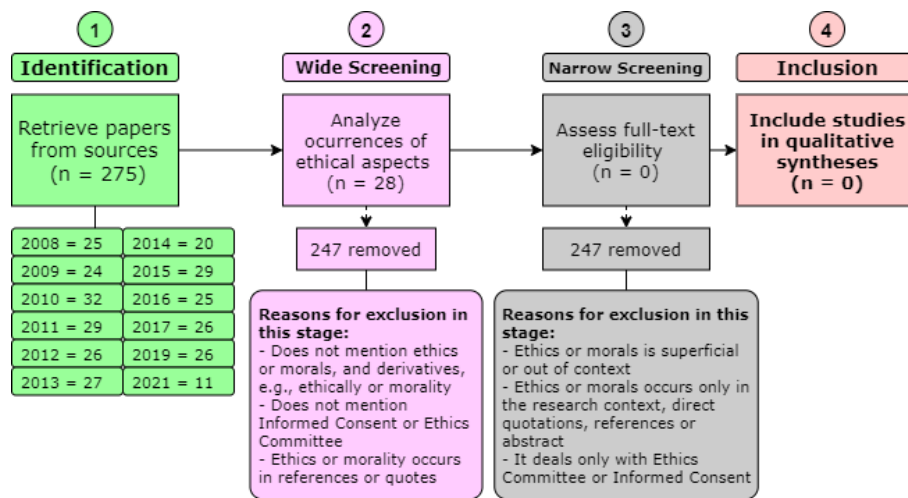 1
Identification
Retrieve papers
from sources
(n = 275)
2008 = 25
2014 = 20
2009 = 24
2015 = 29
2010 = 32
2016 = 25
2011 = 29
2017 = 26
2012 = 26
2019 = 26
2013 = 27
2021 = 11
2
Wide Screening
Analyze
ocurrences of
ethical aspects
(n = 28)
247 removed
Reasons for exclusion in
this stage:
- Does not mention ethics
or morals, and derivatives,
e.g., ethically or morality
- Does not mention
Informed Consent or Ethics
Committee
- Ethics or morality occurs
in references or quotes
3
Narrow Screening
Assess full-text
eligibility
(n = 0)
247 removed
Reasons for exclusion in this
stage:
- Ethics or morals is superficial
or out of context
- Ethics or morals occurs only in
the research context, direct
quotations, references or
abstract
- It deals only with Ethics
Committee or Informed Consent
4
Inclusion
Include studies
in qualitative
syntheses
(n = 0)